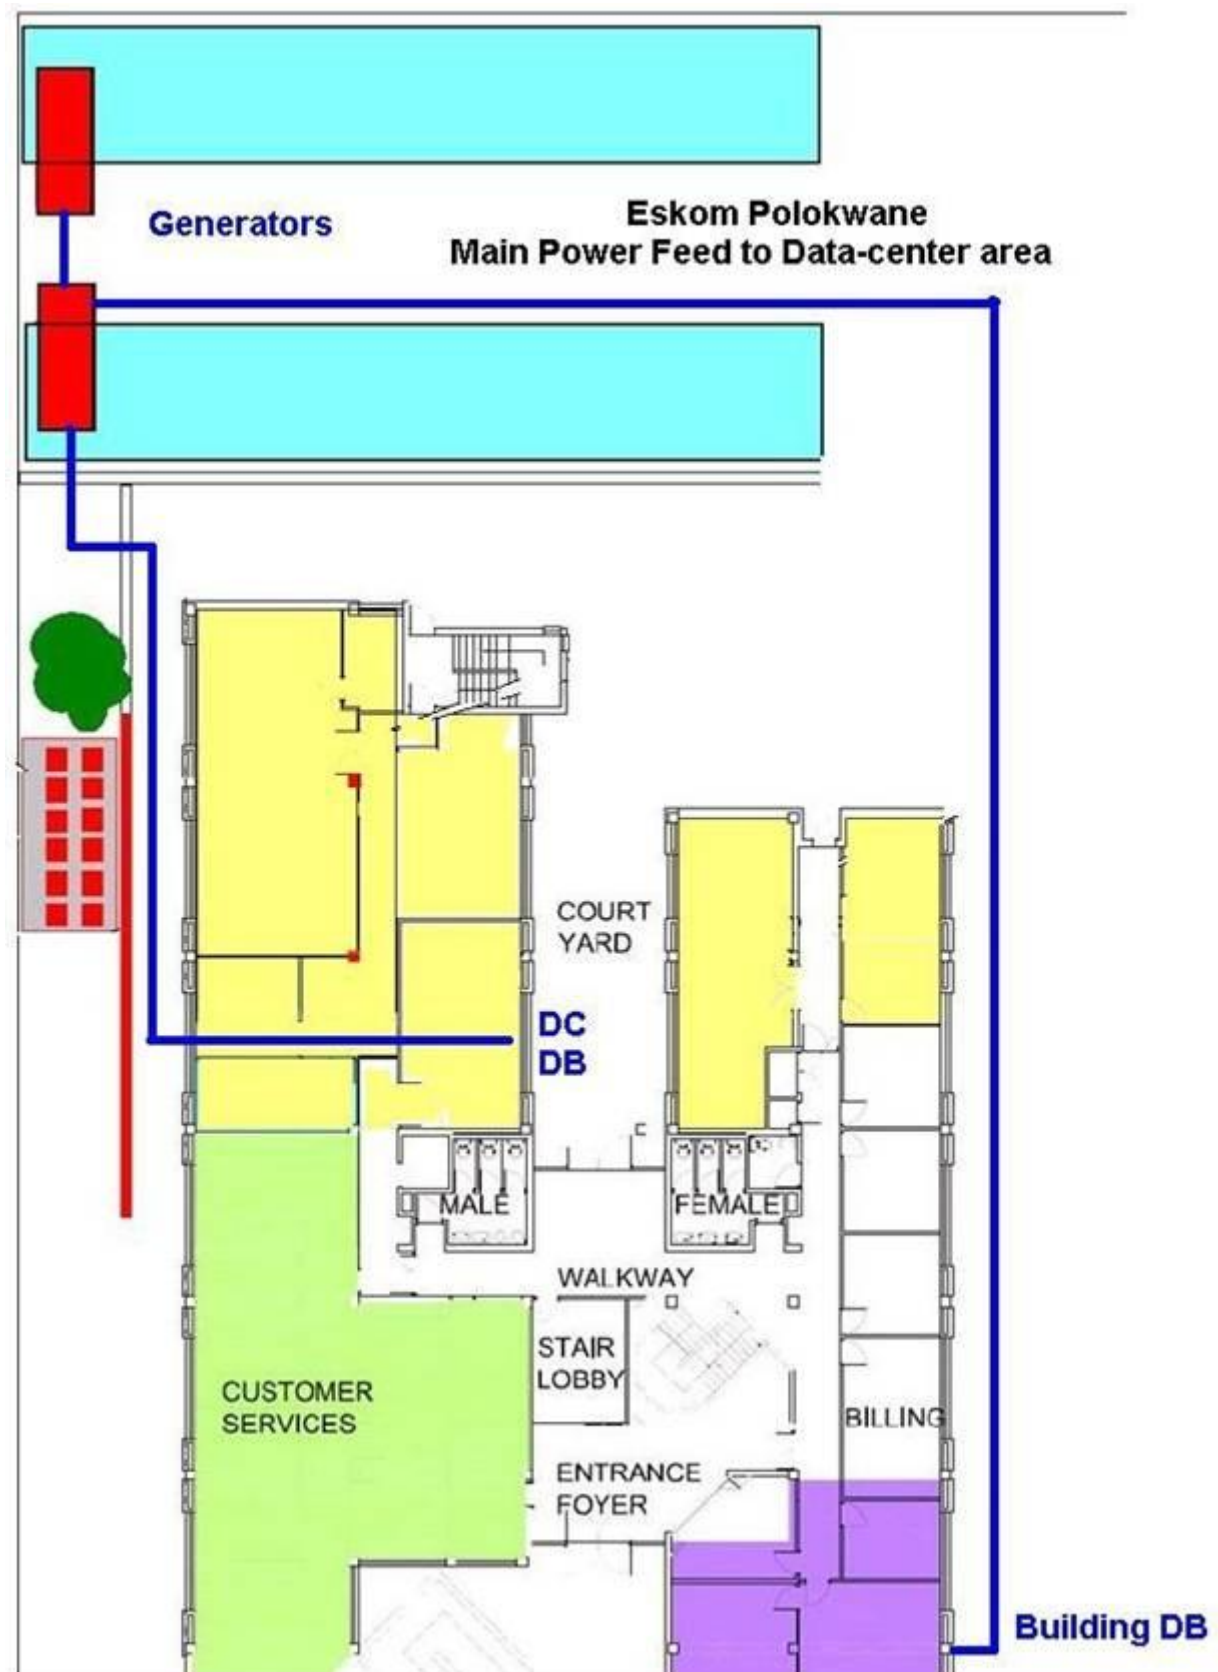 Generators
Eskom Polokwane
Main Power Feed to Data-center area
COURT
YARD
DC
DB
MALE
FEMALE
WALKWAY
STAIR
LOBBY
CUSTOMER
SERVICES
BILLING
ENTRANCE
FOYER
Building DB